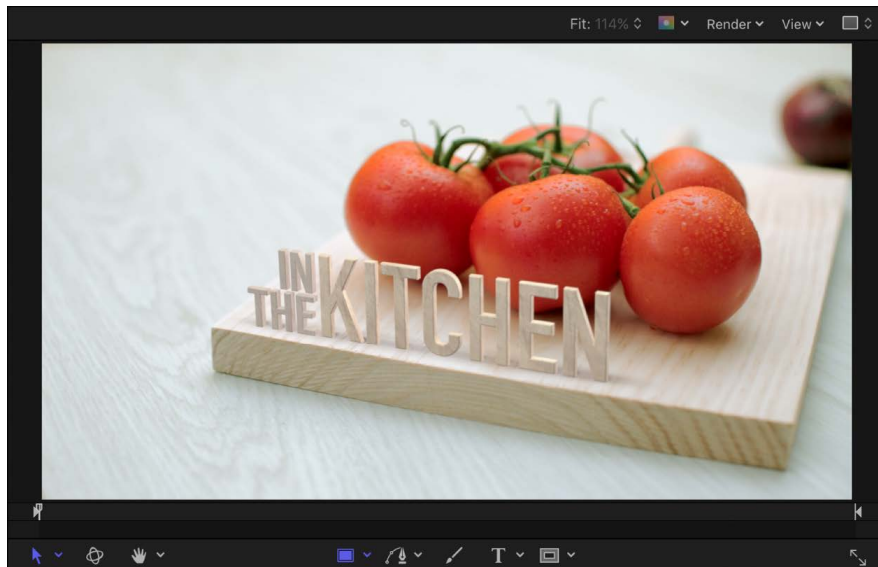 Fit: 114%
Render
View
IN
THE KITCHEN
T